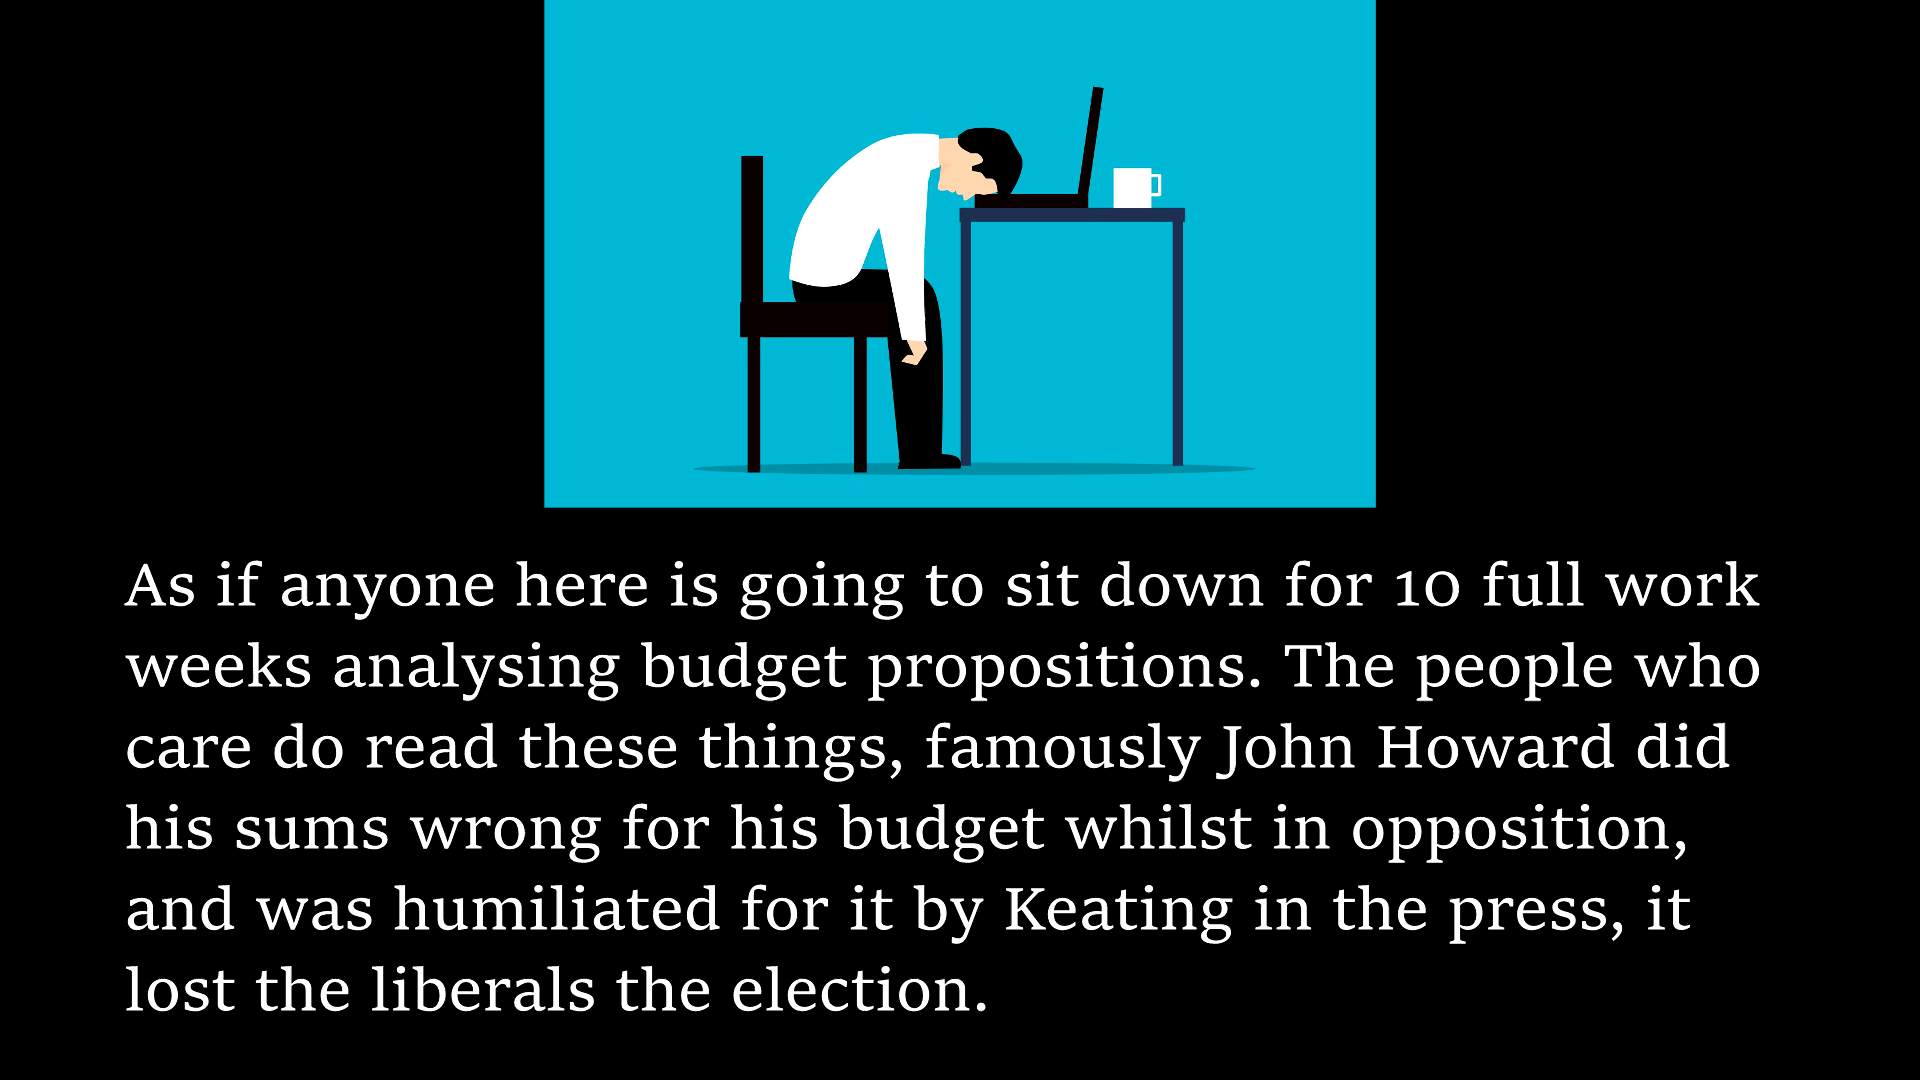 As if anyone here is going to sit down for 10 full work
weeks analysing budget propositions. The people who
care do read these things, famously John Howard did
his sums wrong for his budget whilst in opposition,
and was humiliated for it by Keating in the press, it
lost the liberals the election.